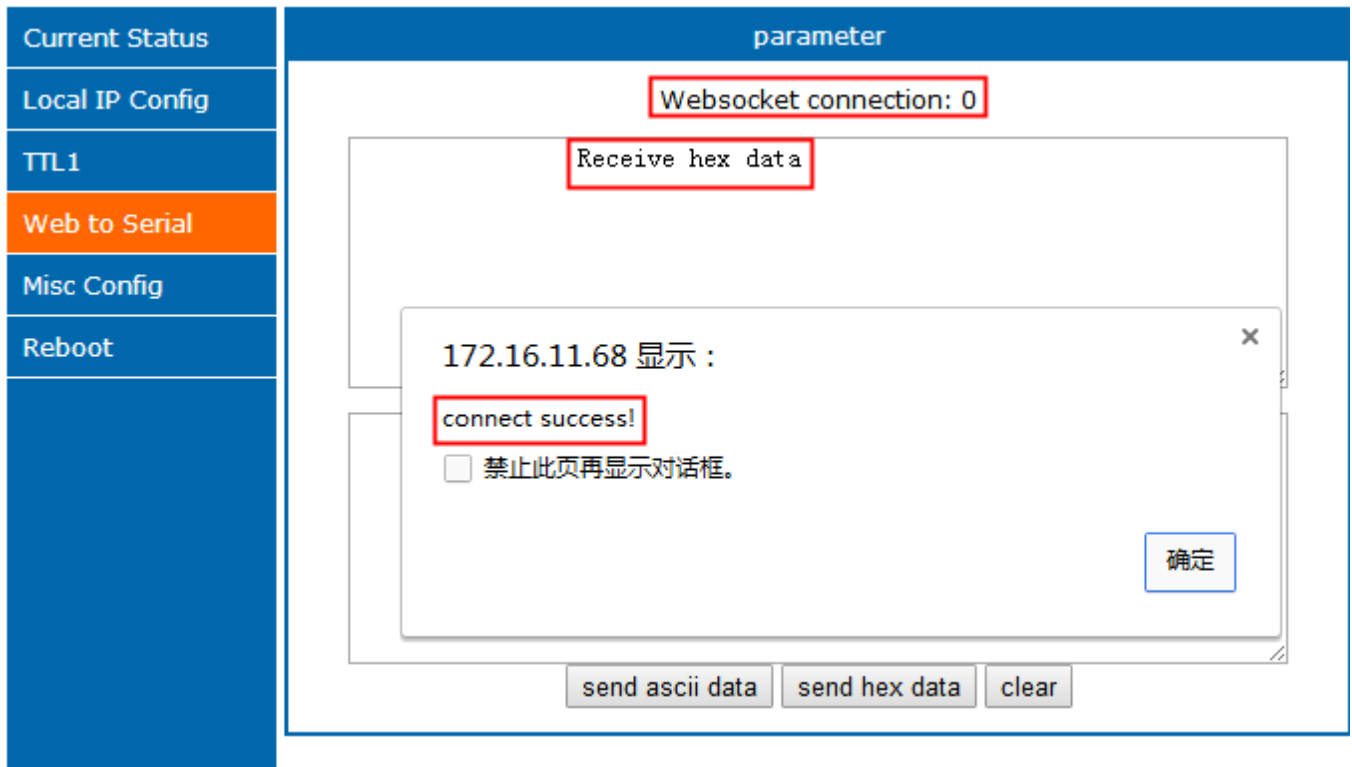 Current Status
Local IP Config
TTL1
Web to Serial
Misc Config
Reboot
parameter
Websocket connection: 0
Receive hex data
172.16.11.68 显示：
×
connect success!
禁止此页再显示对话框。
确定
send ascii data
send hex data
clear